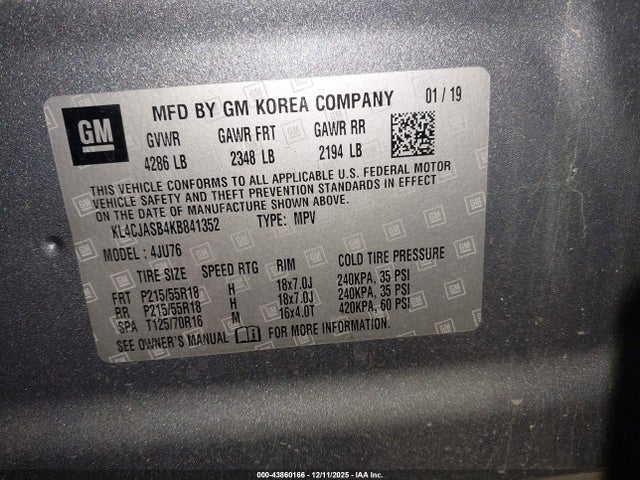 GM
MFD BY GM KOREA COMPANY 01 / 19
GVWR GAWR FRT GAWR RR
4286 LB 2348 LB 2194 LB
THIS VEHICLE CONFORMS TO ALL APPLICABLE U.S. FEDERAL MOTOR
VEHICLE SAFETY AND THEFT PREVENTION STANDARDS IN EFFECT
ON THE DATE OF MANUFACTURE SHOWN ABOVE.
KL4CJASB4KB841352 TYPE: MPV
MODEL : 4JU76
TIRE SIZE SPEED RTG RIM COLD TIRE PRESSURE
FRT P215/55R18 H 18x7.0J 240KPA, 35 PSI
RR P215/55R18 H 18x7.0J 240KPA, 35 PSI
SPA T125/70R16 M 16x4.0T 420KPA, 60 PSI
SEE OWNER'S MANUAL FOR MORE INFORMATION.
000-43860166 - 12/11/2025 - IAA Inc.